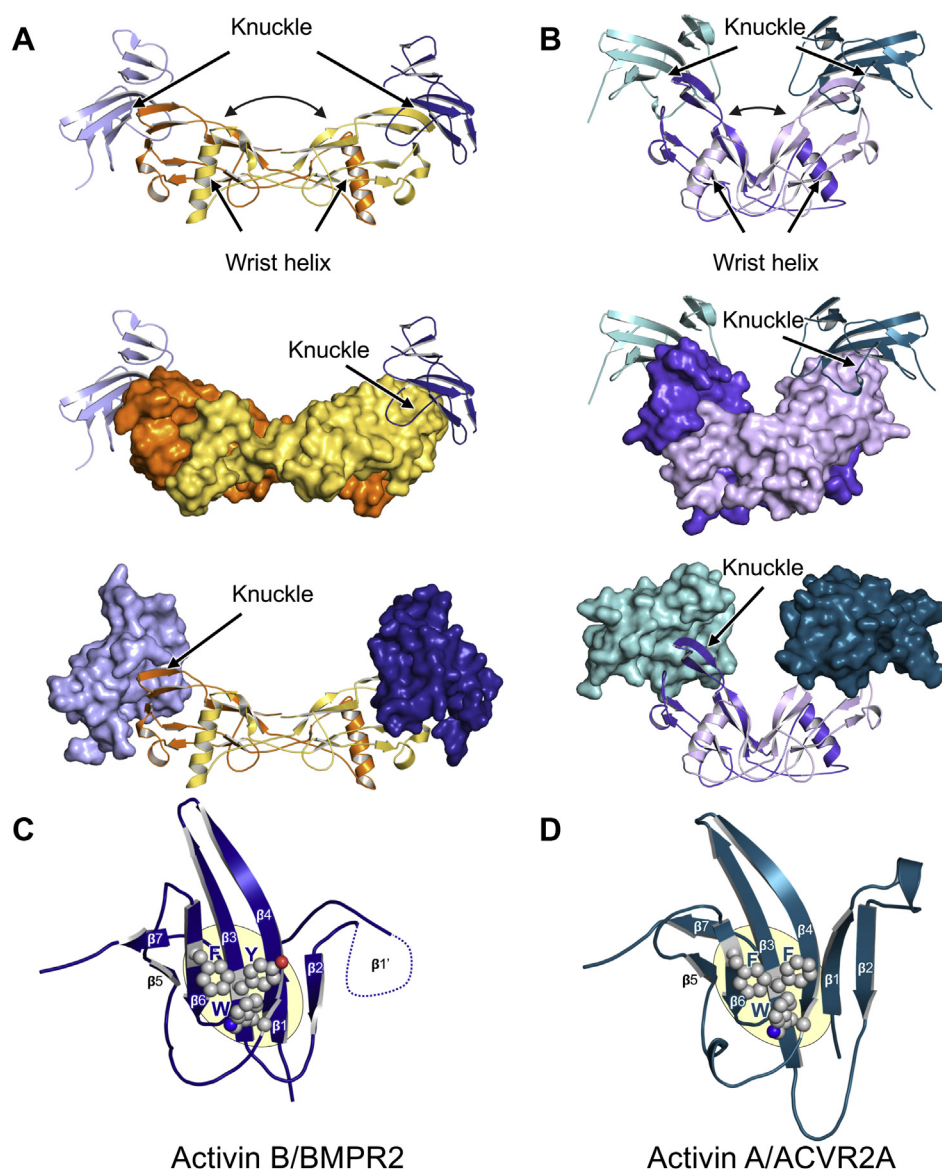 A
Knuckle
Wrist helix
Knuckle
Knuckle
B
Knuckle
Wrist helix
Knuckle
Knuckle
C
β4
β3
β7
F
Y
β2
β1'
β5
β6
W
β1
Activin B/BMPR2
D
β4
β7
β3
F
F
β1
β2
β5
β6
W
Activin A/ACVR2A